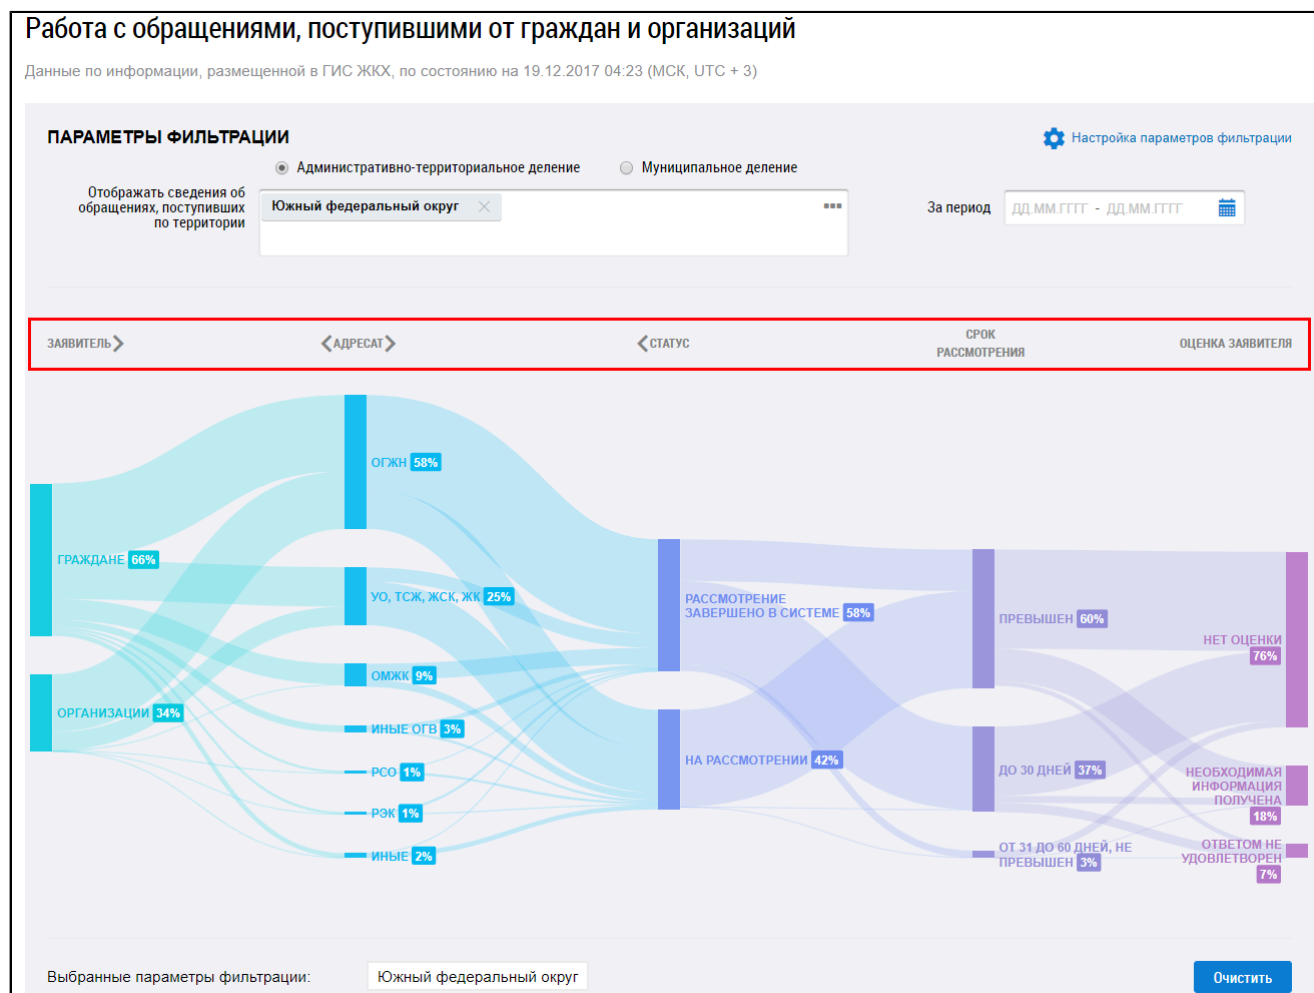 Работа с обращениями, поступившими от граждан и организаций
Данные по информации, размещенной в ГИС ЖКХ, по состоянию на 19.12.2017 04:23 (МСК, UTC + 3)
ПАРАМЕТРЫ ФИЛЬТРАЦИИ
Настройка параметров фильтрации
Административно-территориальное деление
Муниципальное деление
Отображать сведения об
обращениях, поступивших
по территории
Южный федеральный округ
За период
ДД.ММ.ГГГГ - ДД.ММ.ГГГГ
ЗАЯВИТЕЛЬ
АДРЕСАТ
СТАТУС
СРОК
РАССМОТРЕНИЯ
ОЦЕНКА ЗАЯВИТЕЛЯ
ГРАЖДАНЕ 66%
ОРГАНИЗАЦИИ 34%
ОГЖН 58%
УО, ТСЖ, ЖСК, ЖК 25%
ОМЖК 9%
ИНЫЕ ОГВ 3%
РСО 1%
РЭК 1%
ИНЫЕ 2%
РАССМОТРЕНИЕ
ЗАВЕРШЕНО В СИСТЕМЕ 58%
НА РАССМОТРЕНИИ 42%
ПРЕВЫШЕН 60%
ДО 30 ДНЕЙ 37%
ОТ 31 ДО 60 ДНЕЙ, НЕ
ПРЕВЫШЕН 3%
НЕТ ОЦЕНКИ
76%
НЕОБХОДИМАЯ
ИНФОРМАЦИЯ
ПОЛУЧЕНА
18%
ОТВЕТОМ НЕ
УДОВЛЕТВОРЕН
7%
Выбранные параметры фильтрации:
Южный федеральный округ
Очистить